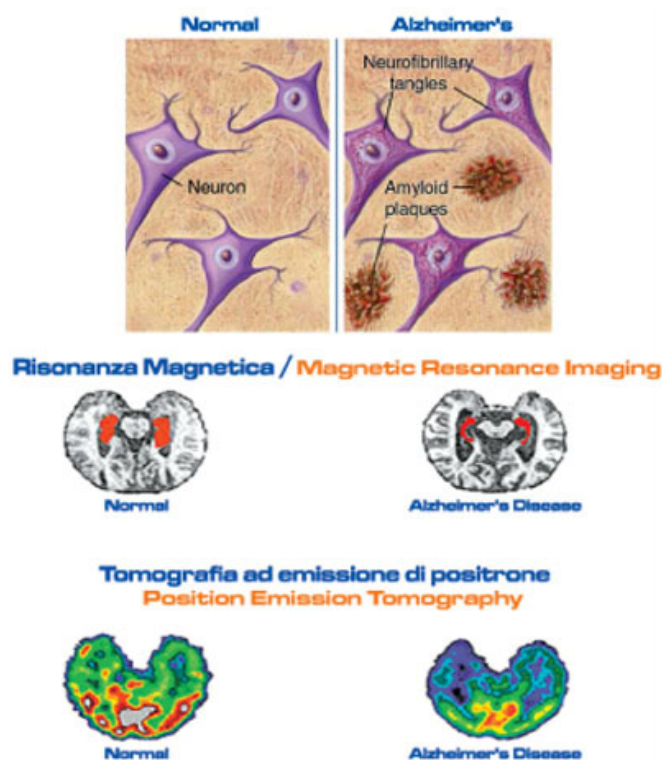 Normal
Alzheimer's
Neurofibrillary
tangles
Neuron
Amyloid
plaques
Risonanza Magnetica / Magnetic Resonance Imaging
Normal
Alzheimer's Disease
Tomografia ad emissione di positrone
Position Emission Tomography
Normal
Alzheimer's Disease